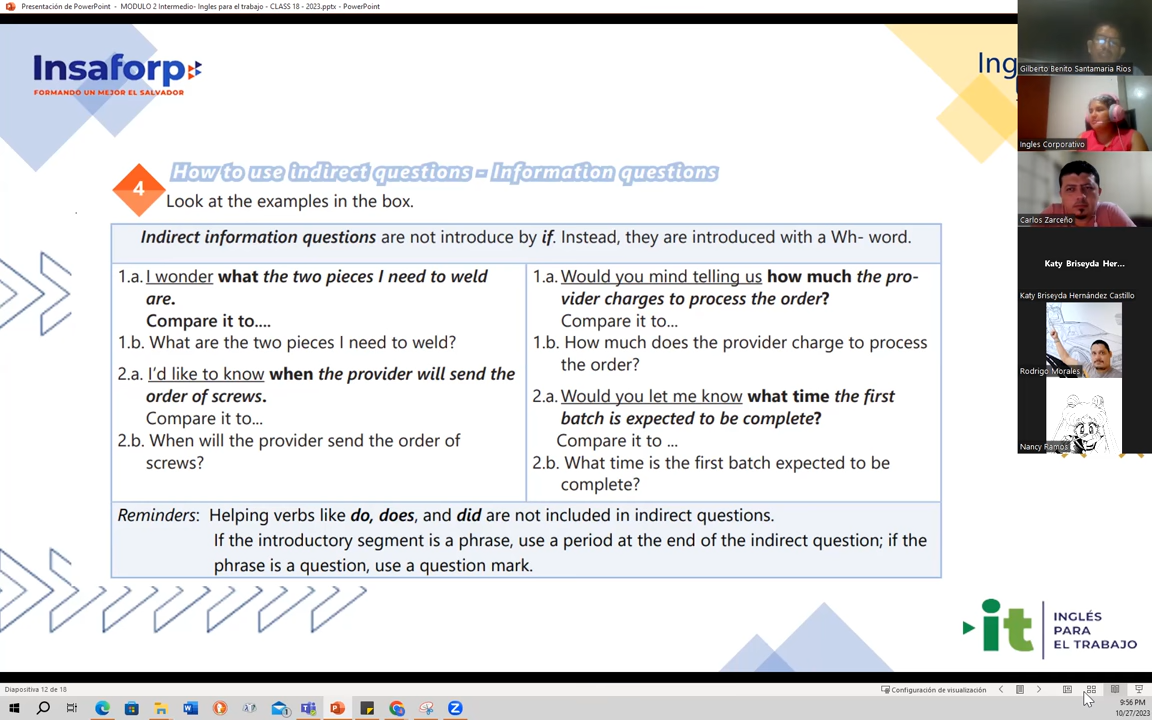 Presentación de PowerPoint - MODULO 2 Intermedio- Ingles para el trabajo - CLASS 18 - 2023.pptx - PowerPoint
Insaforp
FORMANDO UN MEJOR EL SALVADOR
Ing
How to use indirect questions - Information questions
4
Look at the examples in the box.
Indirect information questions are not introduce by if. Instead, they are introduced with a Wh- word.
1.a. I wonder what the two pieces I need to weld
are.
Compare it to....
1.b. What are the two pieces I need to weld?
2.a. I'd like to know when the provider will send the
order of screws.
Compare it to...
2.b. When will the provider send the order of
screws?
1.a. Would you mind telling us how much the pro-
vider charges to process the order?
Compare it to...
1.b. How much does the provider charge to process
the order?
2.a. Would you let me know what time the first
batch is expected to be complete?
Compare it to ...
2.b. What time is the first batch expected to be
complete?
Reminders: Helping verbs like do, does, and did are not included in indirect questions.
If the introductory segment is a phrase, use a period at the end of the indirect question; if the
phrase is a question, use a question mark.
it
INGLÉS
PARA
EL TRABAJO
Gilberto Benito Santamaria Rios
Ingles Corporativo
Carlos Zarceño
Katy Briseyda Her...
Katy Briseyda Hernández Castillo
Rodrigo Morales
Nancy Ramos
Diapositiva 12 de 18
Configuración de visualización
9:56 PM
10/27/2023